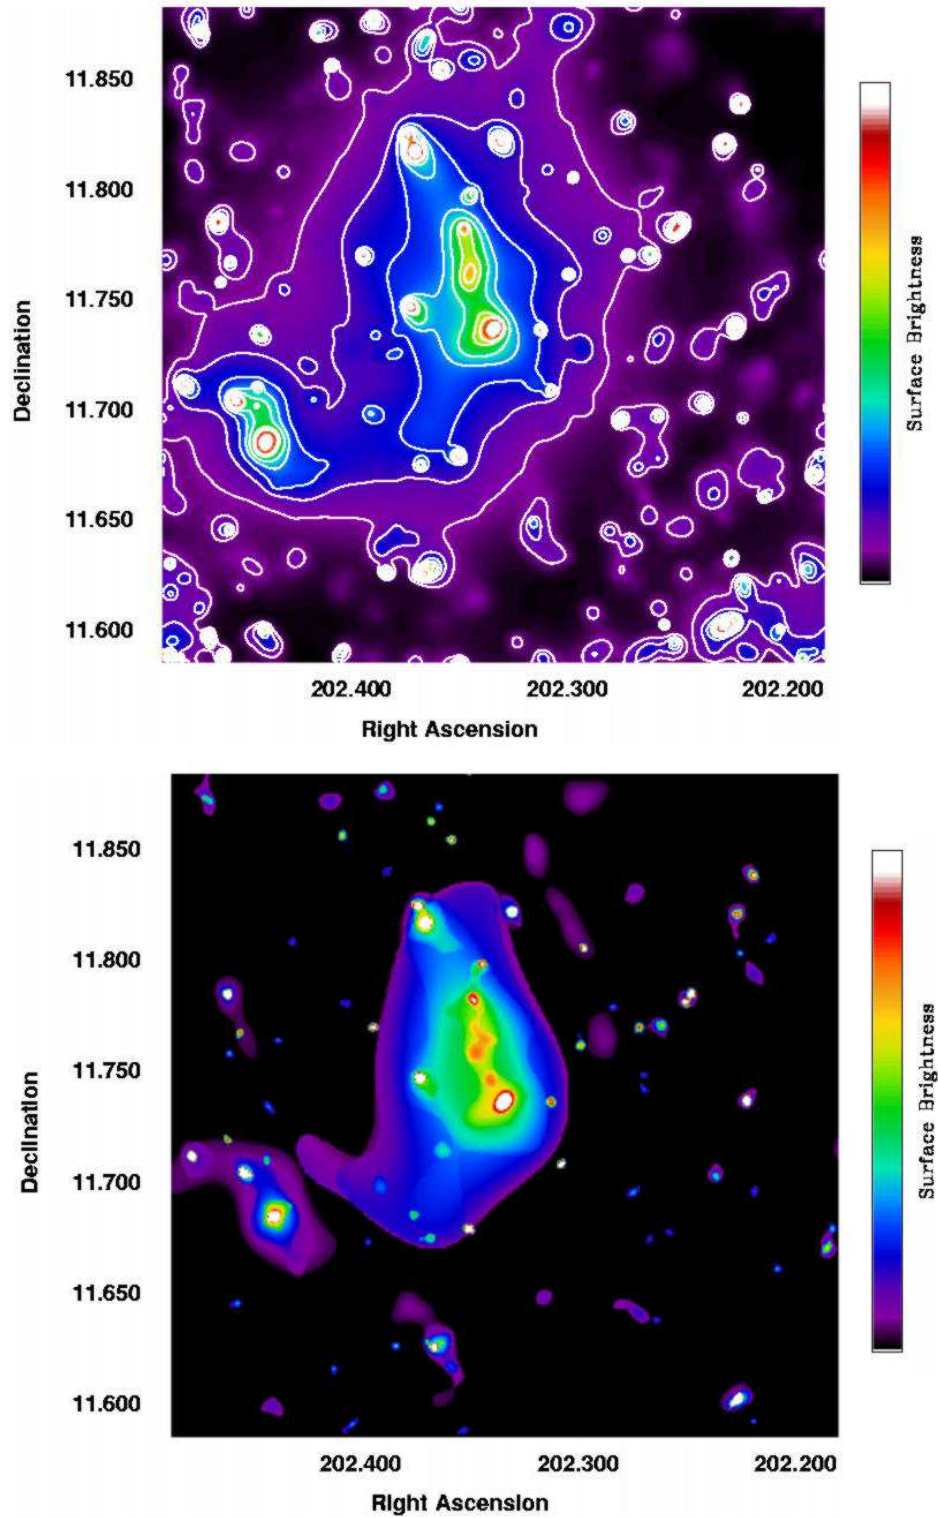 11.850
11.800
11.750
11.700
11.650
11.600
Declination
202.400 202.300 202.200
Right Ascension
Surface Brightness
11.850
11.800
11.750
11.700
11.650
11.600
Declination
202.400 202.300 202.200
Right Ascension
Surface Brightness